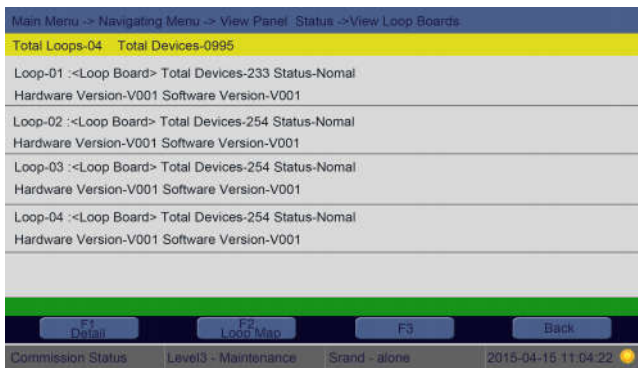 Main Menu -> Navigating Menu -> View Panel Status ->View Loop Boards
Total Loops-04 Total Devices-0995
Loop-01 :<Loop Board> Total Devices-233 Status-Nomal
Hardware Version-V001 Software Version-V001
Loop-02 :<Loop Board> Total Devices-254 Status-Nomal
Hardware Version-V001 Software Version-V001
Loop-03 :<Loop Board> Total Devices-254 Status-Nomal
Hardware Version-V001 Software Version-V001
Loop-04 :<Loop Board> Total Devices-254 Status-Nomal
Hardware Version-V001 Software Version-V001
F1 F2 F3 Back
Detail Loop Map
Commission Status Level3 - Maintenance Srand - alone 2015-04-15 11:04:22